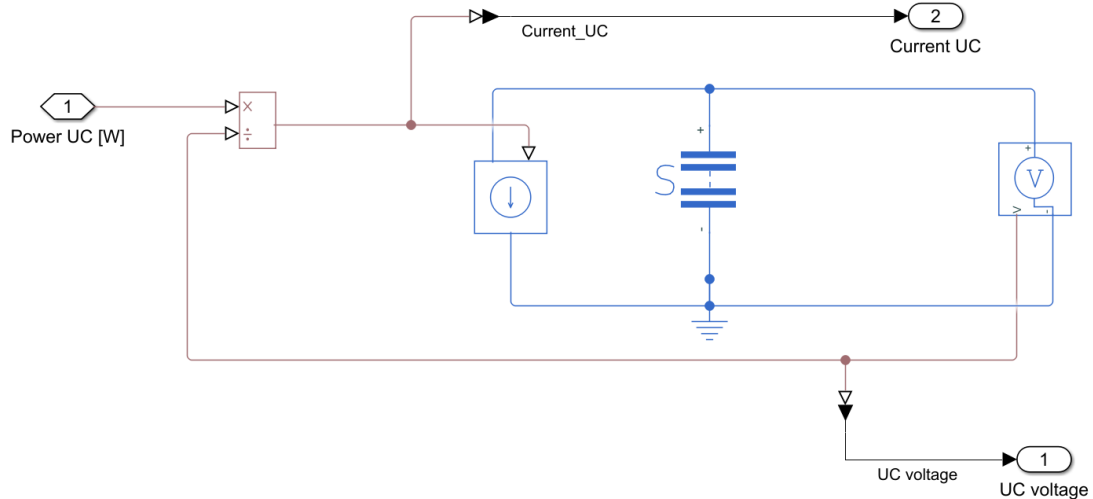 2
Current_UC
Current UC
1
Power UC [W]
×
÷
+
S
-
+
V
V
-
UC voltage
1
UC voltage